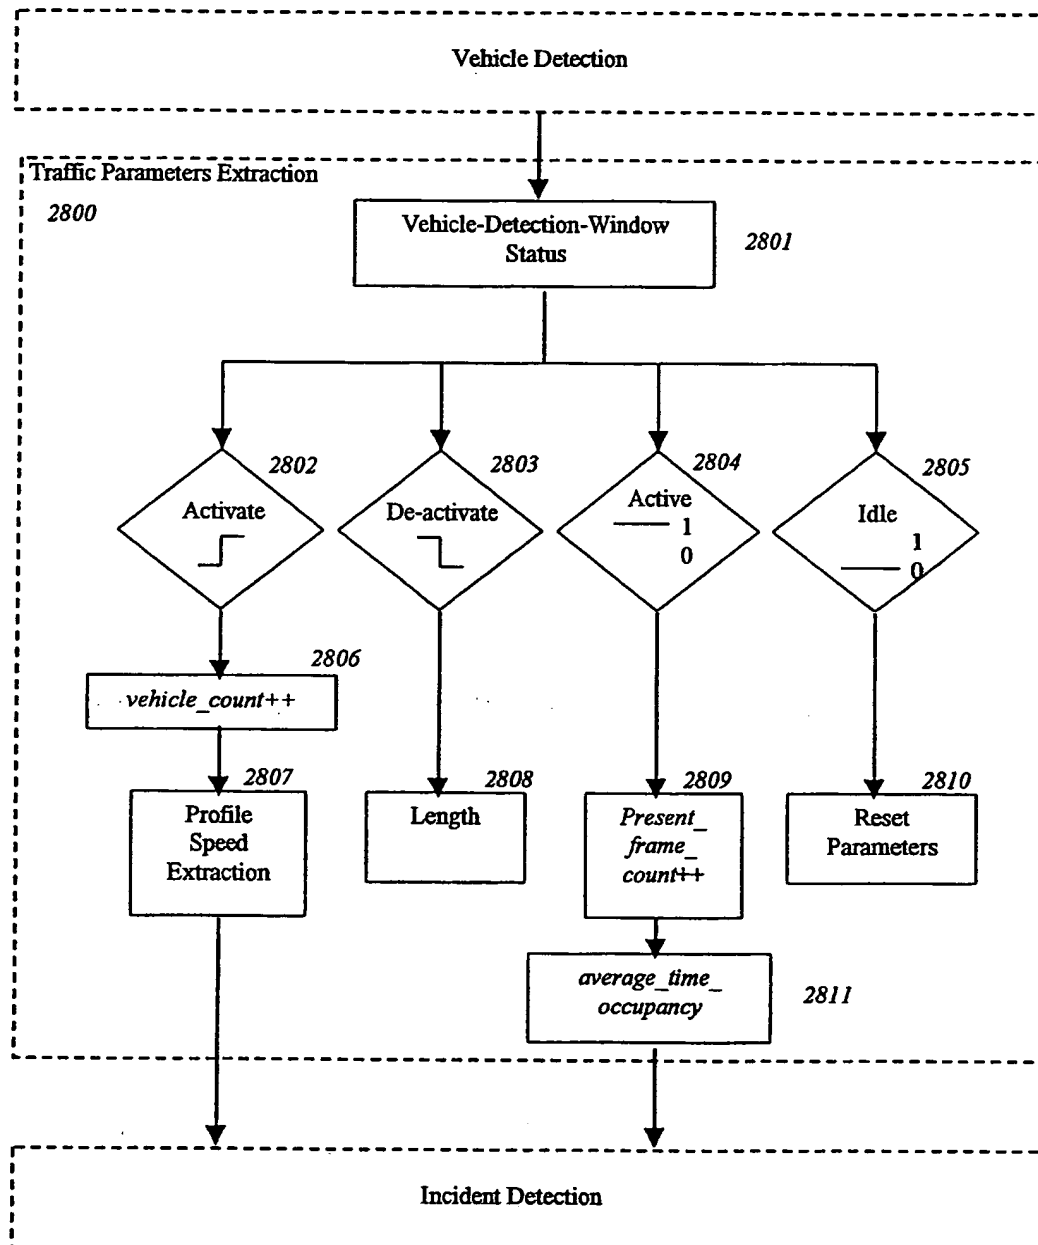 Vehicle Detection
Traffic Parameters Extraction
2800
Vehicle-Detection-Window
Status
2801
2802
Activate
2803
De-activate
2804
Active
1
0
2805
Idle
1
0
2806
vehicle_count++
2807
Profile
Speed
Extraction
2808
Length
2809
Present_
frame_
count++
2810
Reset
Parameters
average_time_
occupancy
2811
Incident Detection